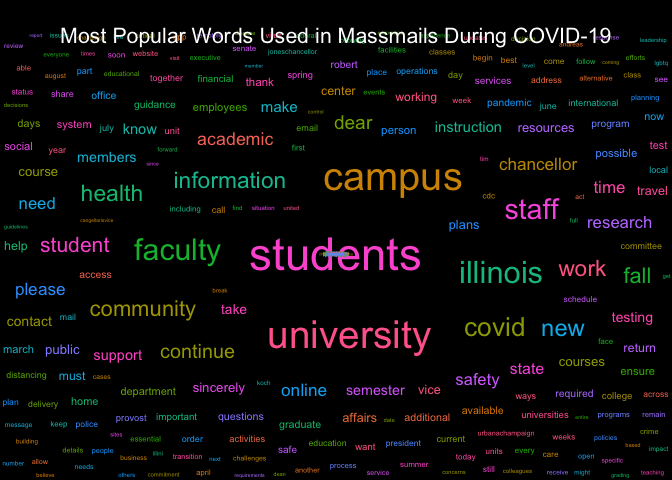 Most Popular Words Used in Massmails During COVID-19
review report senate joneschancellor facilities classes andreas leadership
everyone times soon website visit executive begin best come follow coming efforts lgbtq
able august part educational together financial thank spring robert member place operations day level address alternative class see
status share office guidance employees make center events working week services pandemic june international planning now
decisions days system july know unit academic email control dear person instruction resources program
social year members forward first possible test
course since information campus tim chancellor local
need health including call find situation united cdc staff act time travel
guidelines cangellarisvice plans full research
help student faculty students committee
access illinois work fall get
please break schedule
contact mail community take university covid new testing
march public support continue face return
distancing must cases safety state courses ensure
plan delivery home department sincerely koch online semester vice available ways required college across
message keep police provost important questions graduate affairs date additional universities entire programs remain
building sites essential order activities safe education want president current urbanachampaign weeks policies based crime
details people business illini transition next challenges today units every care open specific impact
number allow needs april another process service summer still colleagues receive might
believe others commitment requirements dean concerns grading teaching